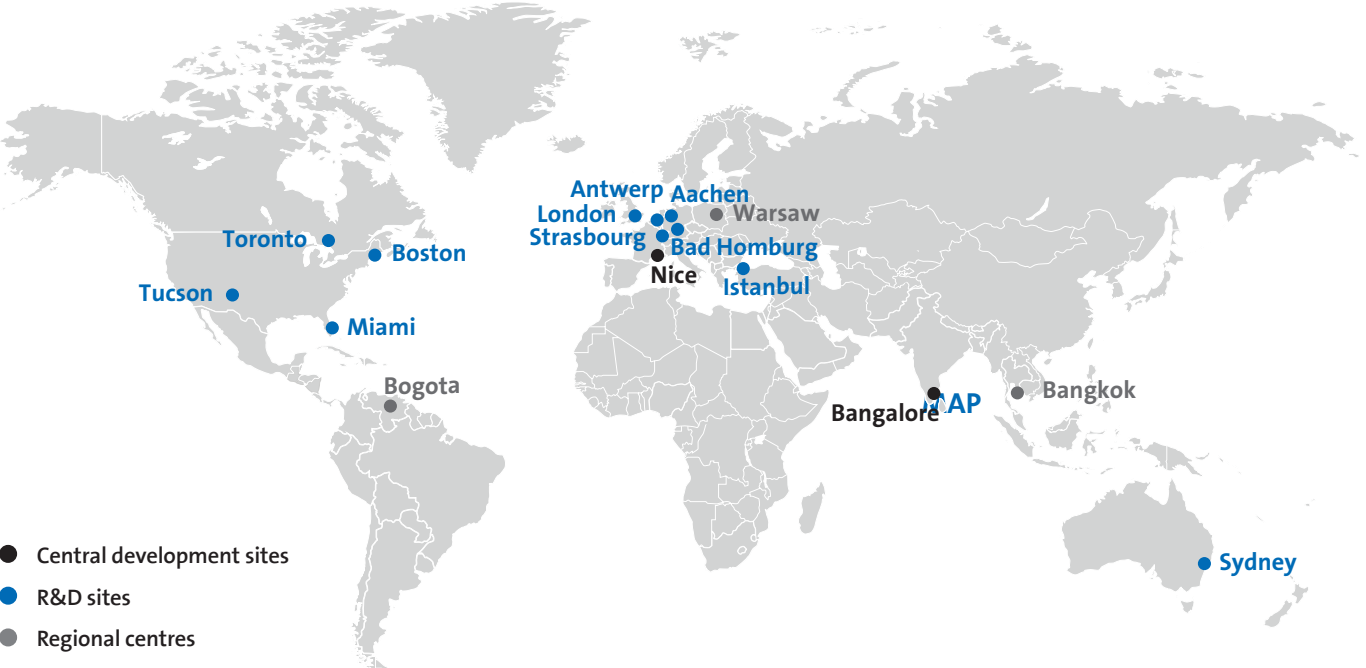 Antwerp
Aachen
London
Warsaw
Strasbourg
Toronto
Bad Homburg
Boston
Nice
Istanbul
Tucson
Miami
Bogota
Bangkok
AP
Bangalore
Central development sites
Sydney
R&D sites
Regional centres